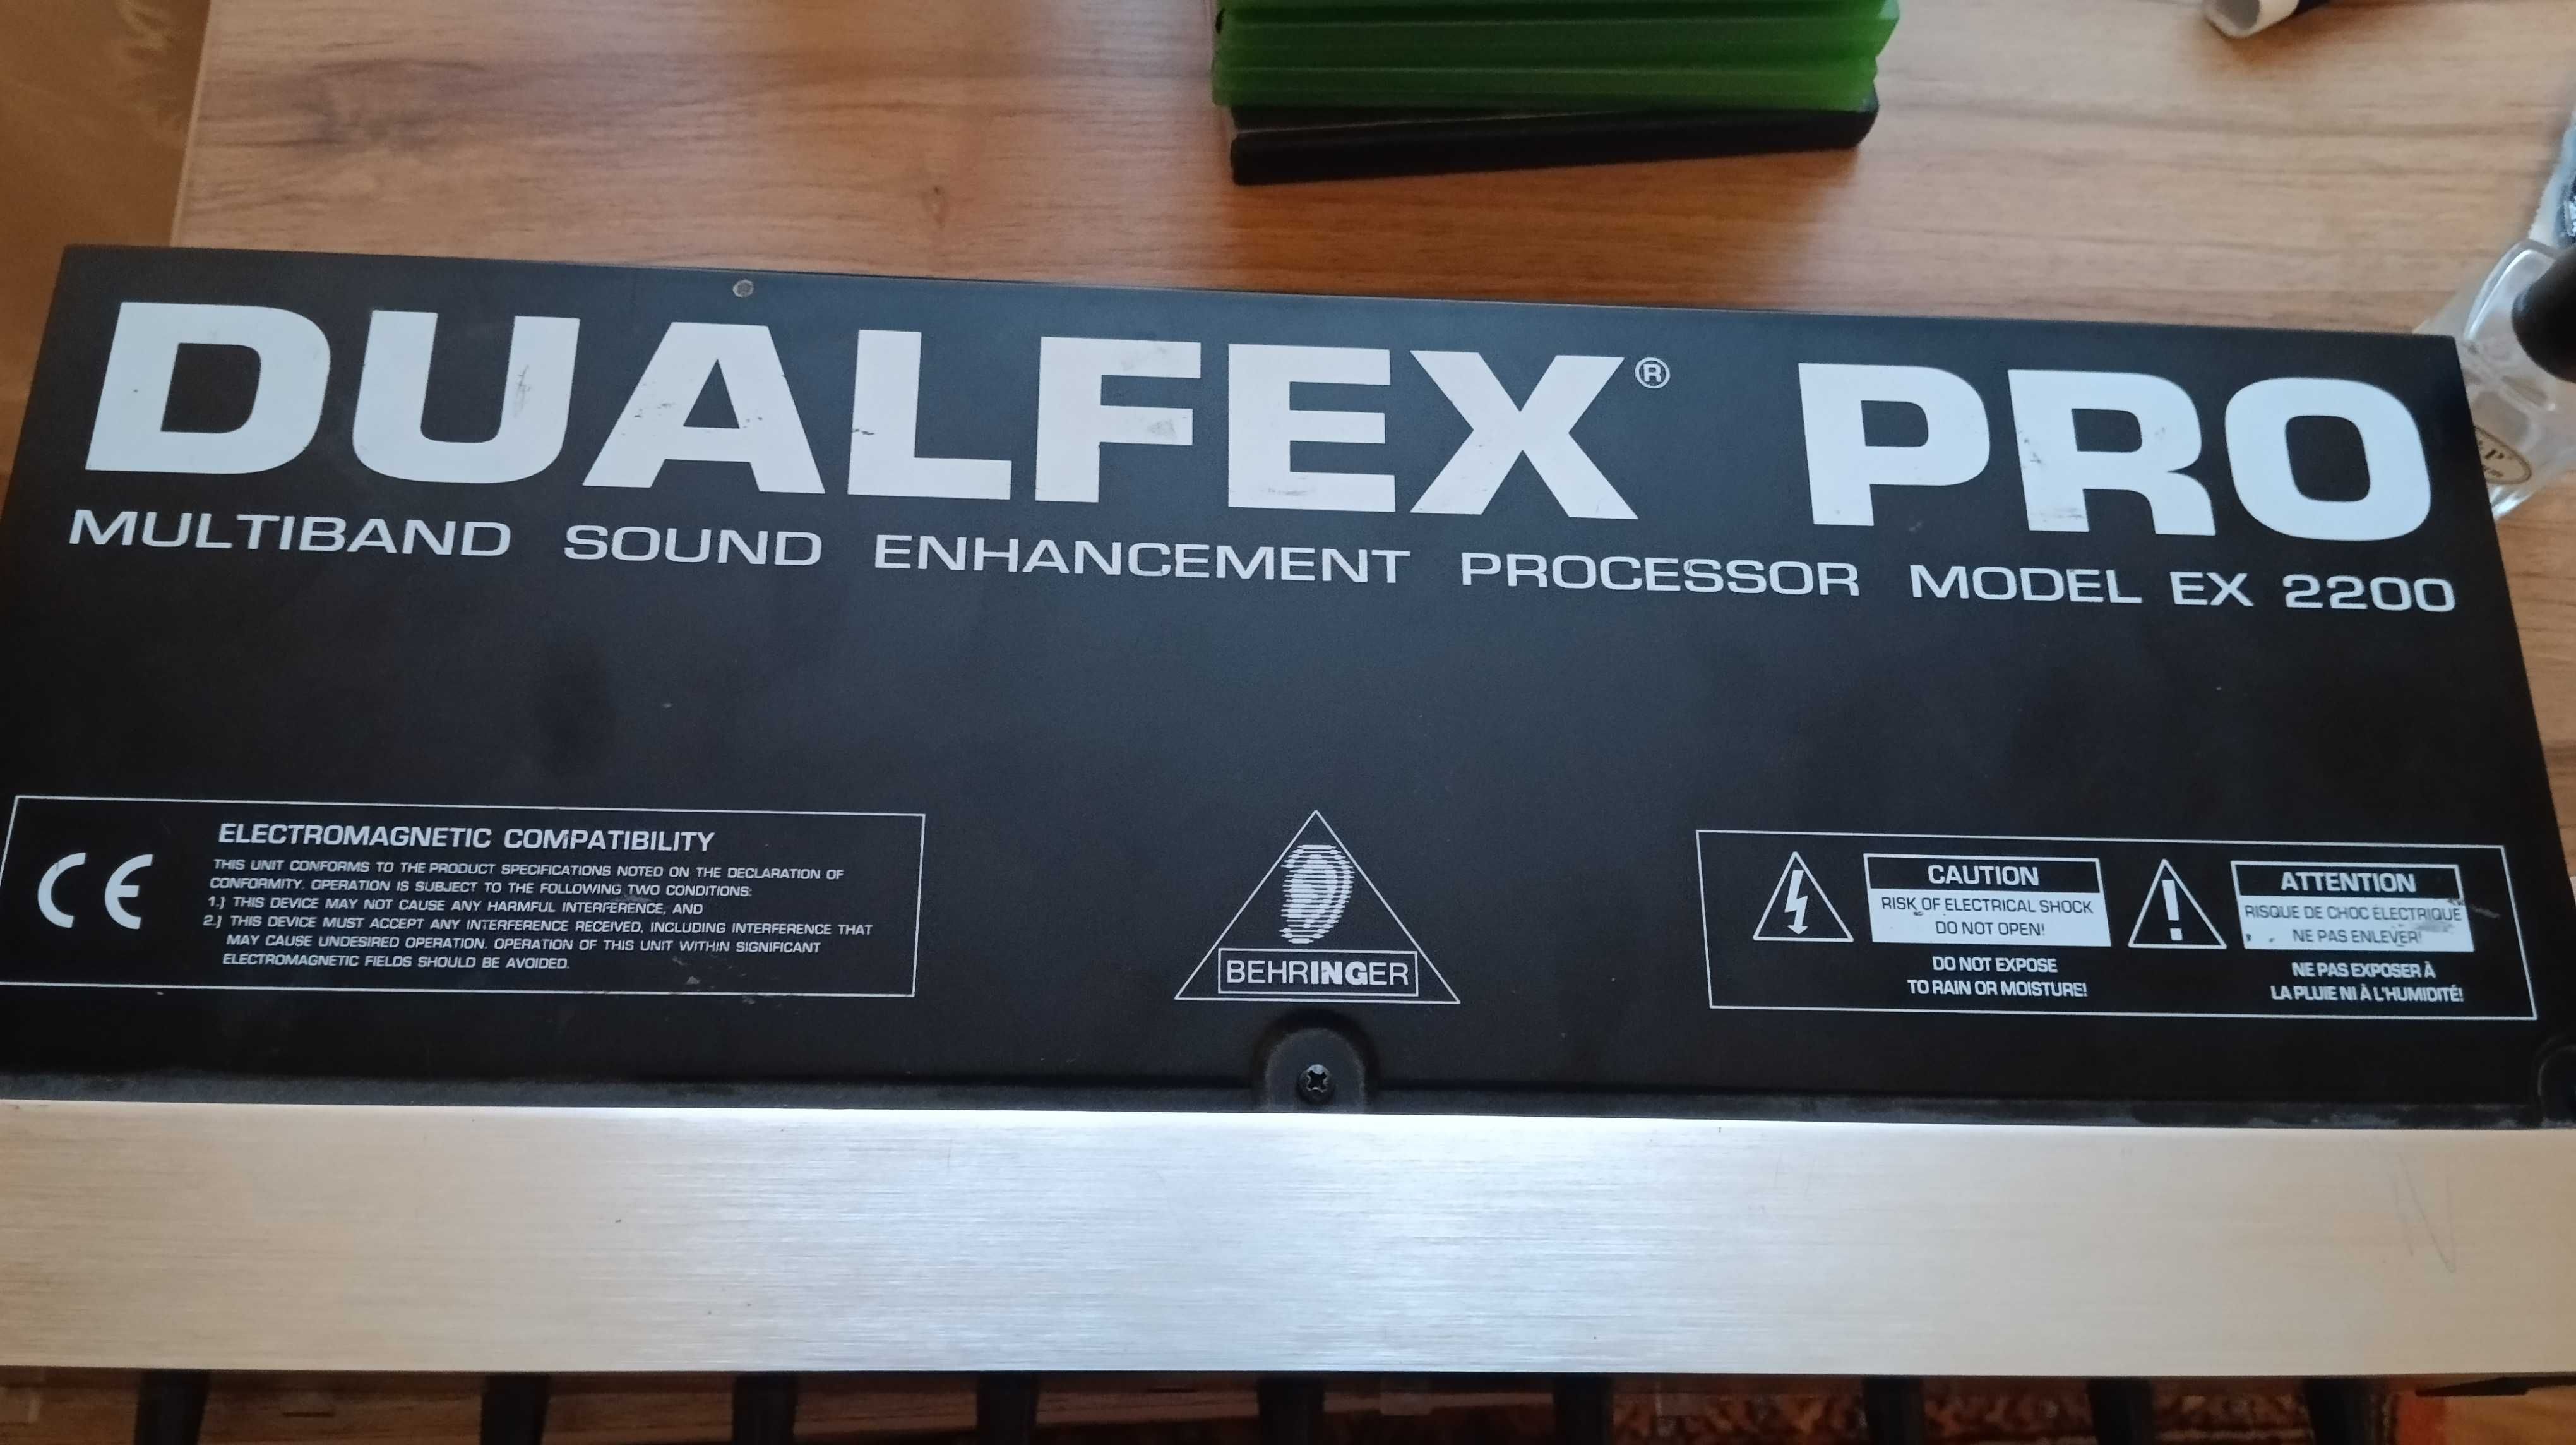 DUALFEX® PRO
MULTIBAND SOUND ENHANCEMENT PROCESSOR MODEL EX 2200
CE
ELECTROMAGNETIC COMPATIBILITY
THIS UNIT CONFORMS TO THE PRODUCT SPECIFICATIONS NOTED ON THE DECLARATION OF
CONFORMITY. OPERATION IS SUBJECT TO THE FOLLOWING TWO CONDITIONS:
1.) THIS DEVICE MAY NOT CAUSE ANY HARMFUL INTERFERENCE, AND
2.) THIS DEVICE MUST ACCEPT ANY INTERFERENCE RECEIVED, INCLUDING INTERFERENCE THAT
MAY CAUSE UNDESIRED OPERATION. OPERATION OF THIS UNIT WITHIN SIGNIFICANT
ELECTROMAGNETIC FIELDS SHOULD BE AVOIDED.
BEHRINGER
CAUTION
RISK OF ELECTRICAL SHOCK
DO NOT OPEN!
DO NOT EXPOSE
TO RAIN OR MOISTURE!
ATTENTION
RISQUE DE CHOC ELECTRIQUE
NE PAS ENLEVER!
NE PAS EXPOSER À
LA PLUIE NI À L'HUMIDITÉ!